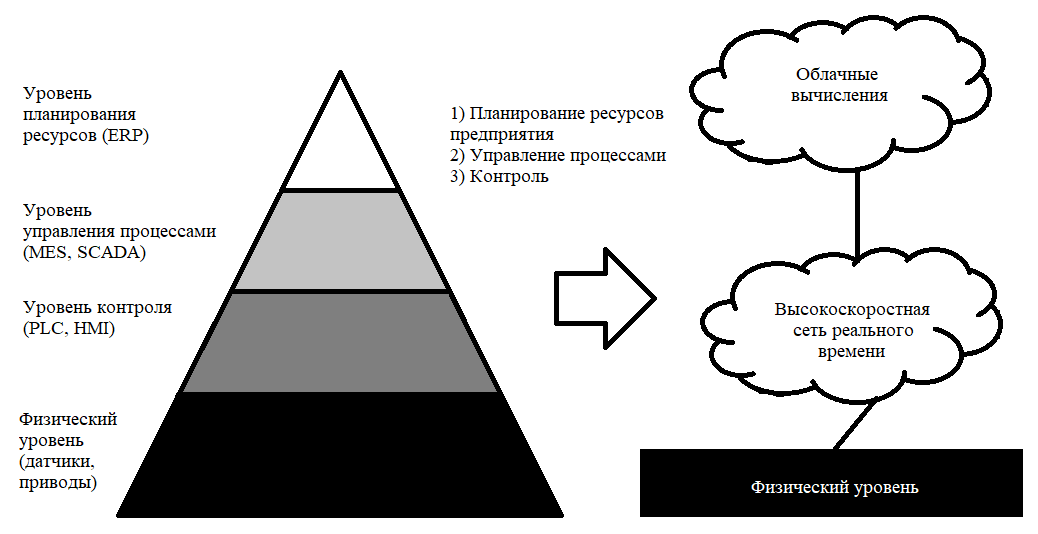 Уровень
планирования
ресурсов (ERP)
Уровень
управления процессами
(MES, SCADA)
Уровень контроля
(PLC, HMI)
Физический
уровень
(датчики,
приводы)
1) Планирование ресурсов
предприятия
2) Управление процессами
3) Контроль
Облачные
вычисления
Высокоскоростная
сеть реального
времени
Физический уровень